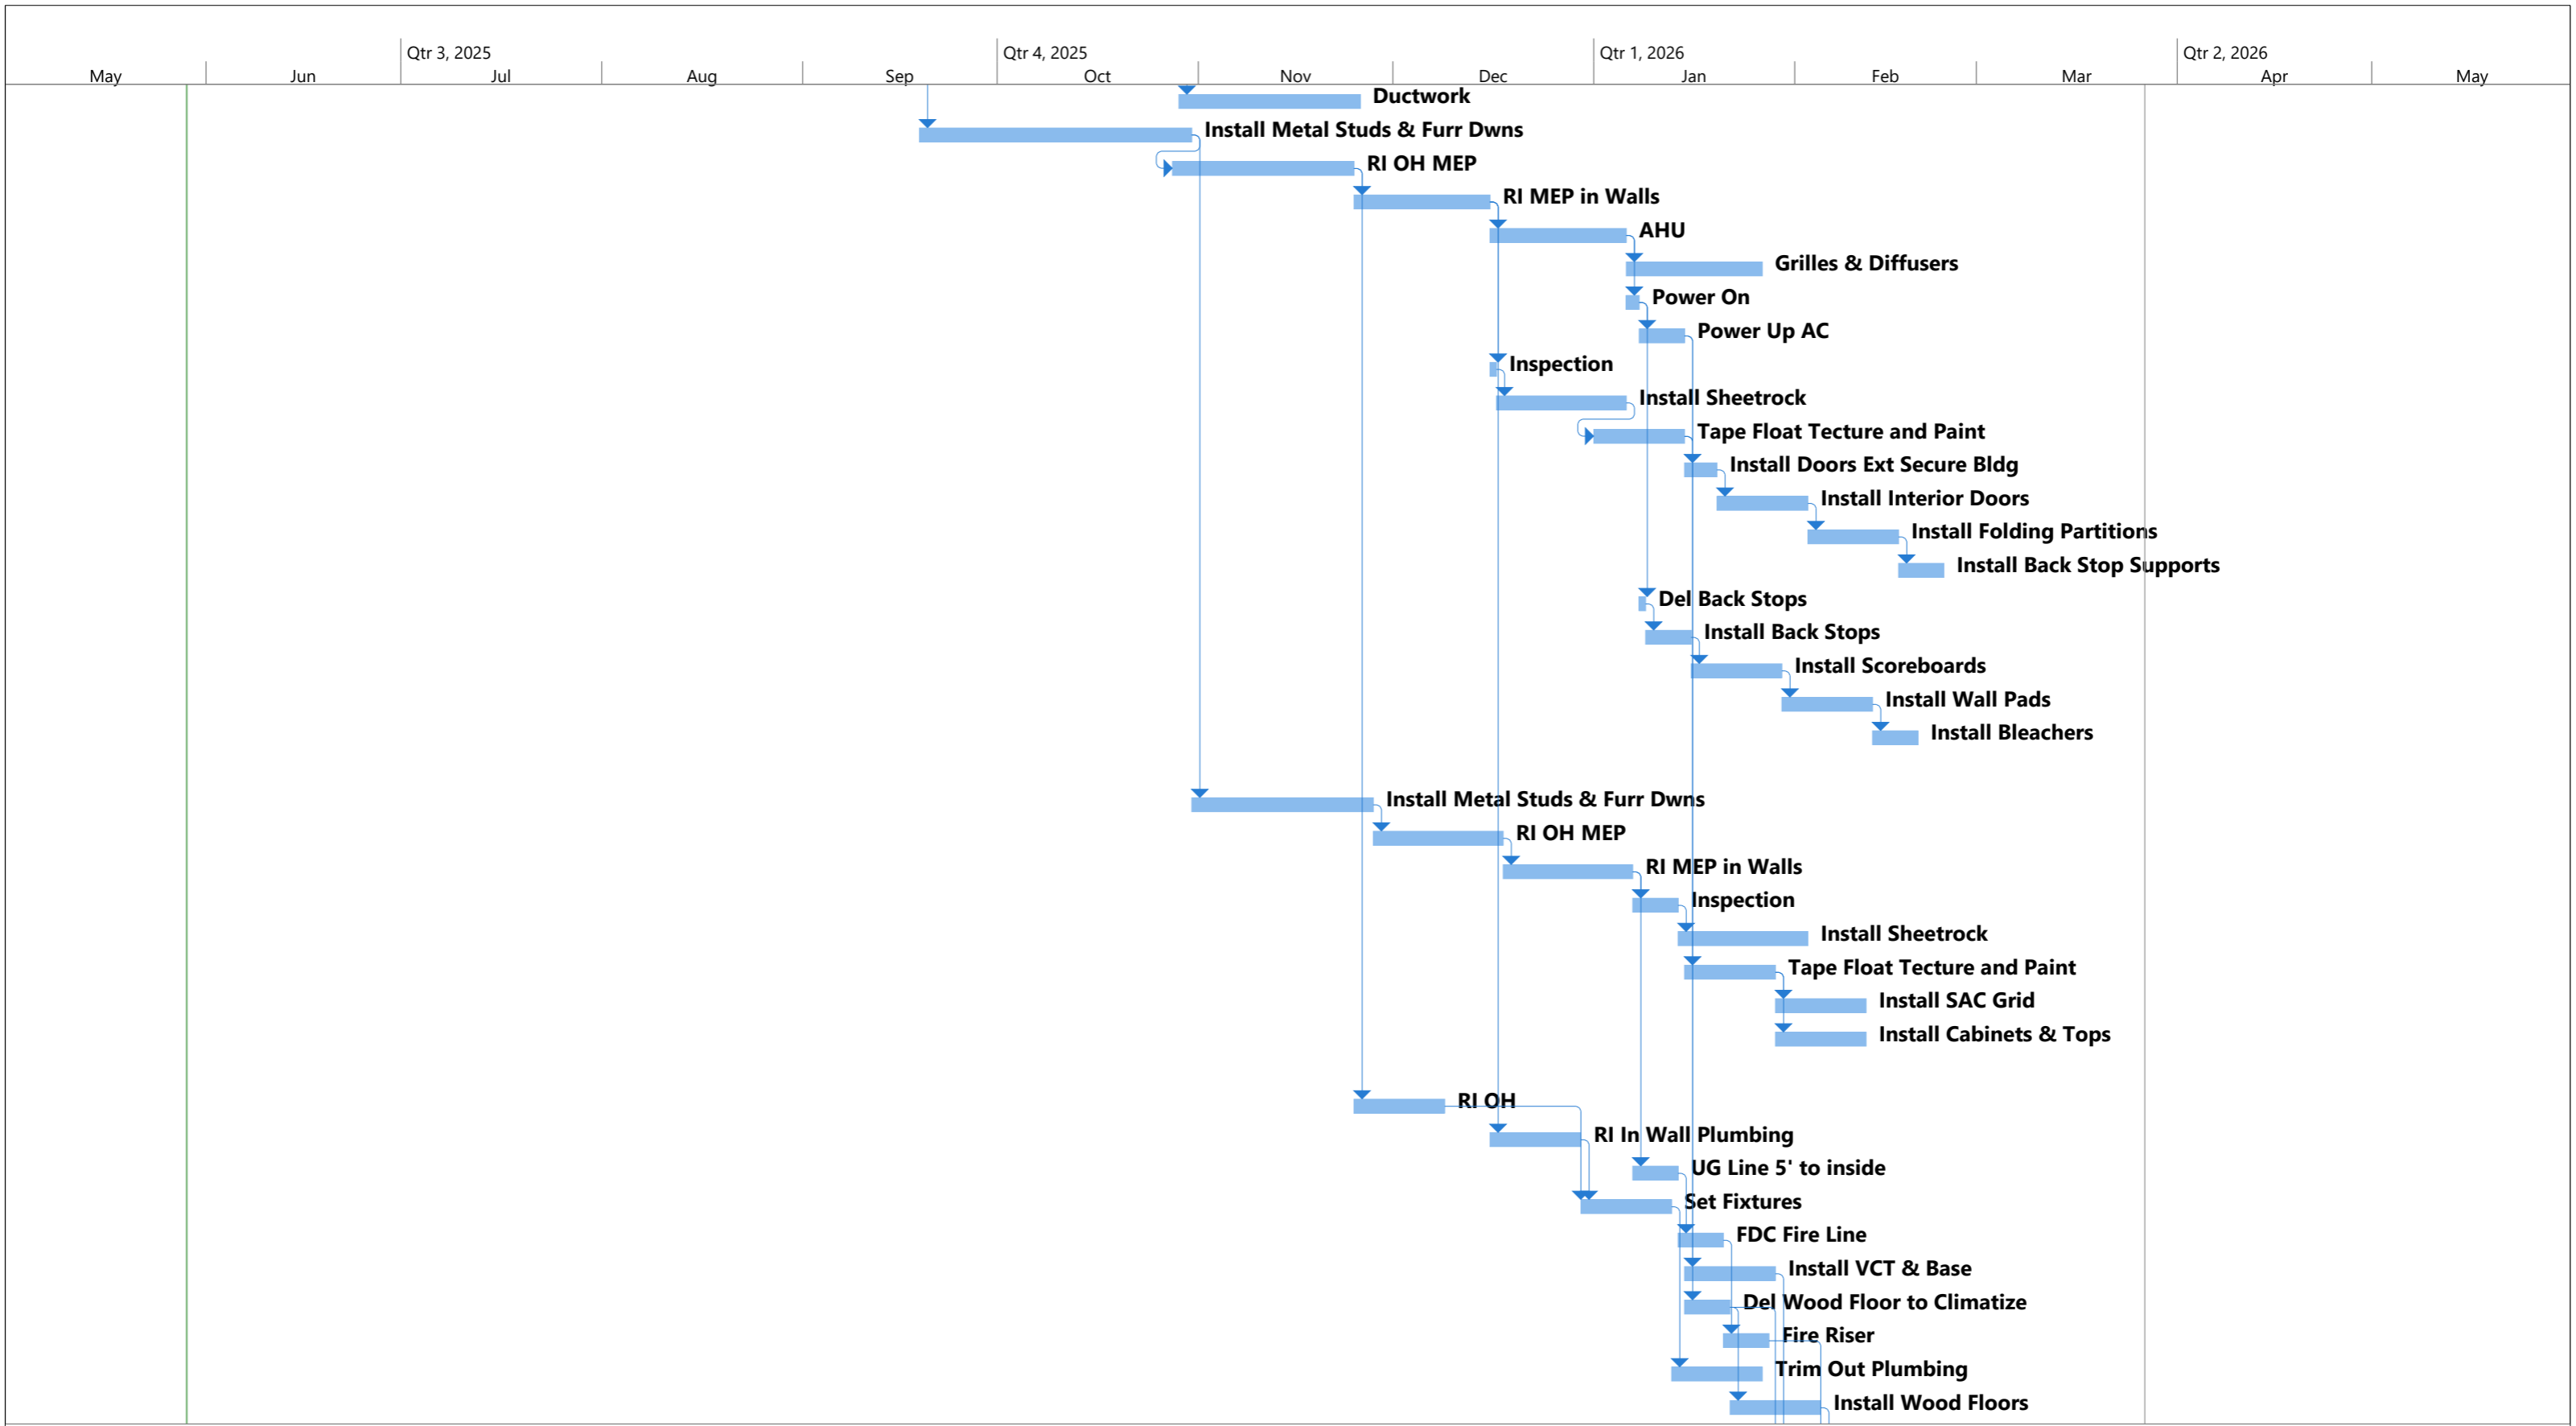 Qtr 3, 2025 Qtr 4, 2025 Qtr 1, 2026 Qtr 2, 2026
May Jun Jul Aug Sep Oct Nov Dec Jan Feb Mar Apr May
Ductwork
Install Metal Studs & Furr Dwns
RI OH MEP
RI MEP in Walls
AHU
Grilles & Diffusers
Power On
Power Up AC
Inspection
Install Sheetrock
Tape Float Tecture and Paint
Install Doors Ext Secure Bldg
Install Interior Doors
Install Folding Partitions
Install Back Stop Supports
Del Back Stops
Install Back Stops
Install Scoreboards
Install Wall Pads
Install Bleachers
Install Metal Studs & Furr Dwns
RI OH MEP
RI MEP in Walls
Inspection
Install Sheetrock
Tape Float Tecture and Paint
Install SAC Grid
Install Cabinets & Tops
RI OH
RI In Wall Plumbing
UG Line 5' to inside
Set Fixtures
FDC Fire Line
Install VCT & Base
Del Wood Floor to Climatize
Fire Riser
Trim Out Plumbing
Install Wood Floors